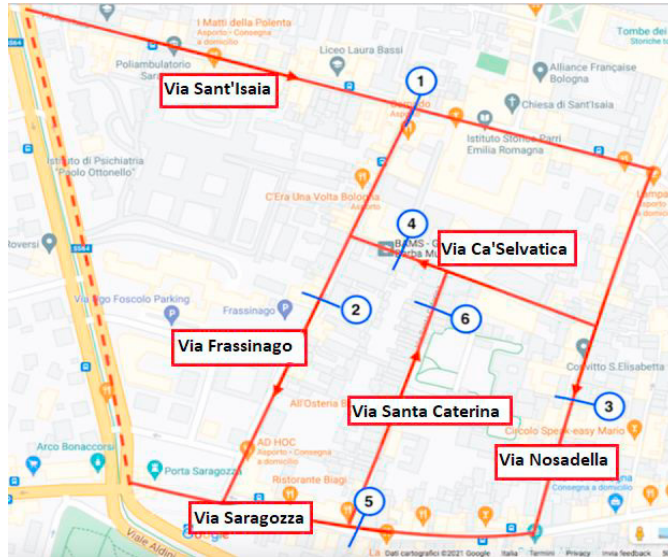 I Matti della Polenta
Asporto · Consegna
a domicilio
Tombe dei
Liceo Laura Bassi
Poliambulatorio
Alliance Française
Bologna
Via Sant'Isaia
1
Chiesa di Sant'Isaia
Istituto Storico Parri
Emilia Romagna
Istituto di Psichiatria
"Paolo Ottonello"
C'Era Una Volta Bologna
Asporto
4
Via Ca'Selvatica
Roversi
Via Ugo Foscolo Parking
Frassinago
2
6
Via Frassinago
Convitto S.Elisabetta
All'Osteria B
Via Santa Caterina
3
Circolo Speak-easy Mario
AD HOC
Asporto · Consegna
a domicilio
Arco Bonaccorsi
Porta Saragozza
Via Nosadella
Ristorante Biagi
Consegna a domicilio
5
Via Saragozza
Google
Viale Aldini
La
Dati cartografici ©2021 Google
Italia
Termini
Privacy
Invia feedback